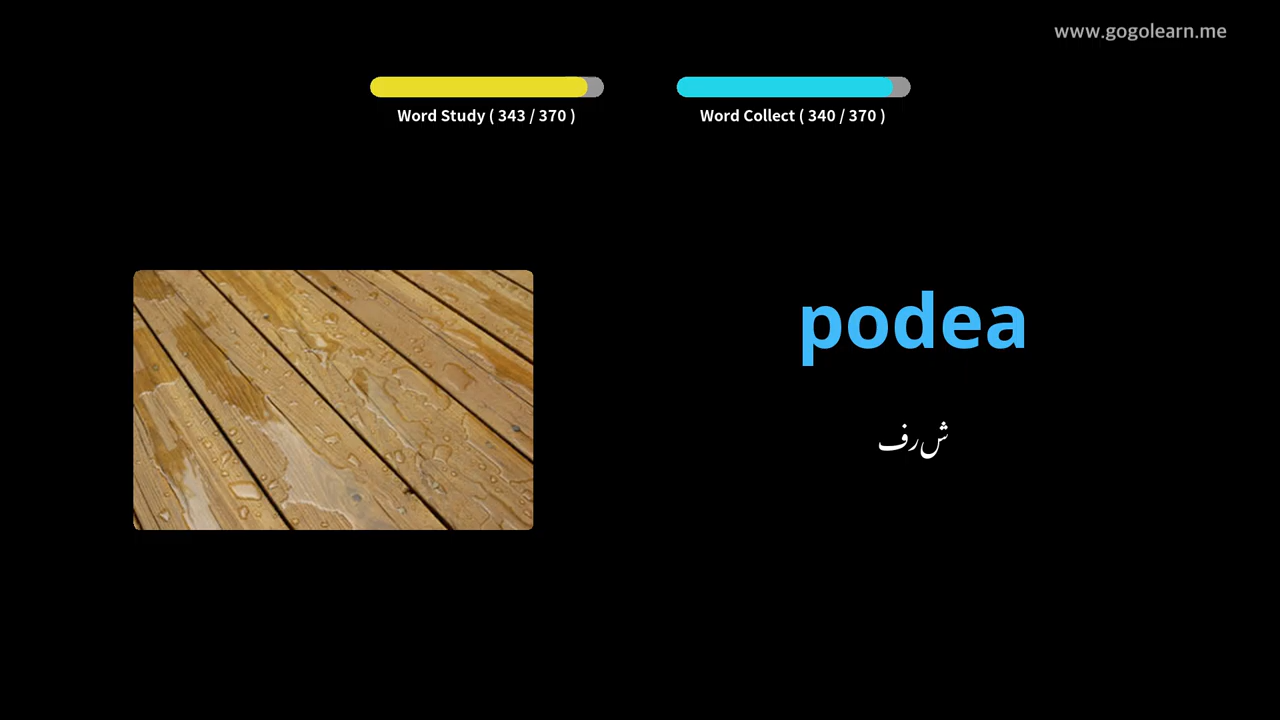 www.gogolearn.me
Word Study ( 343 / 370 )
Word Collect ( 340 / 370 )
podea
ش رف